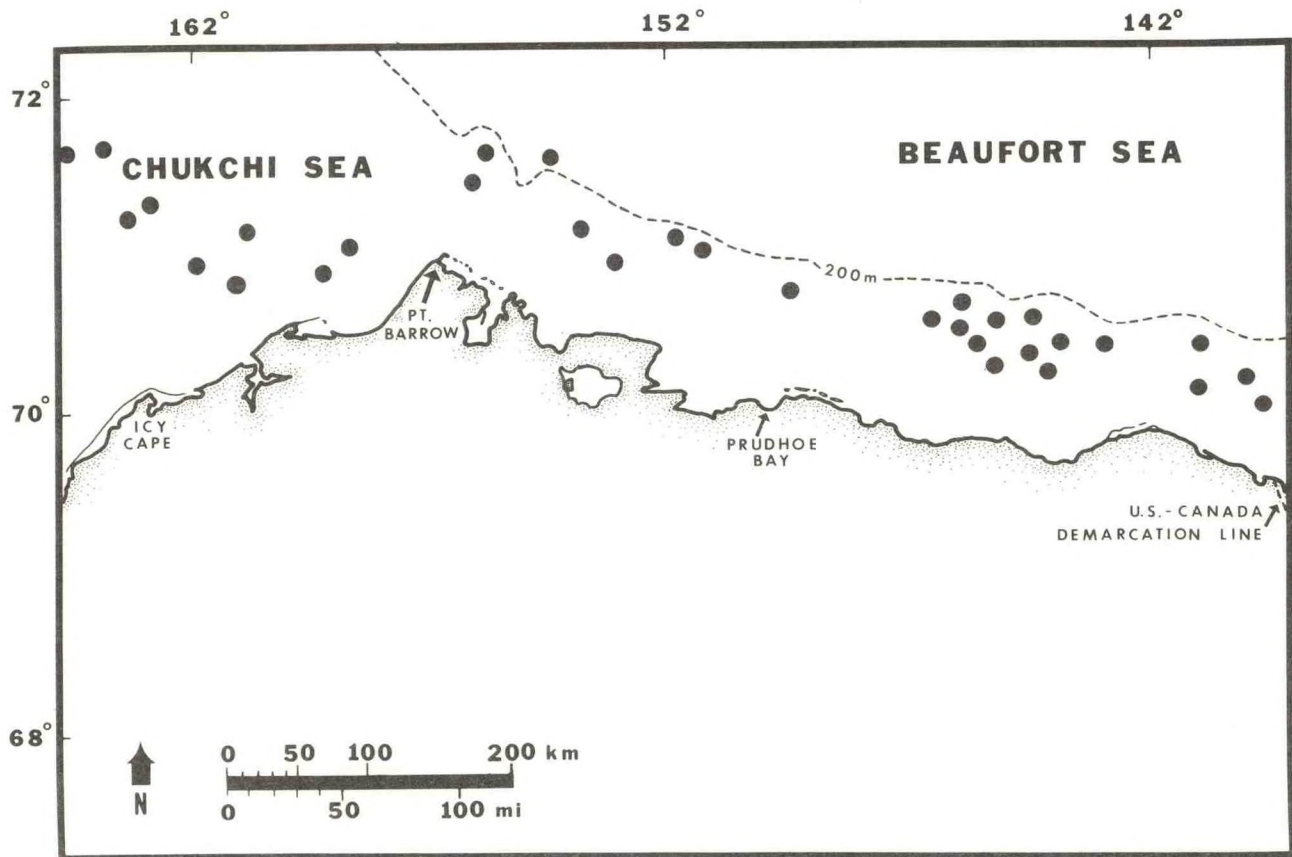 162° 152° 142°
72°
CHUKCHI SEA
BEAUFORT SEA
200m
PT.
BARROW
70°
ICY
CAPE
PRUDHOE
BAY
U.S.-CANADA
DEMARCATION LINE
68°
0 50 100 200 km
0 50 100 mi
N